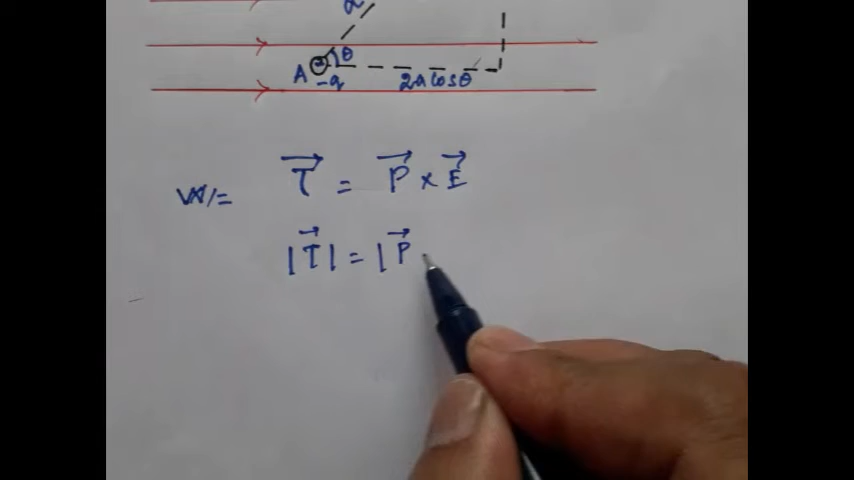 θ
A -q 2a cosθ
T = P × E
|T| = |P